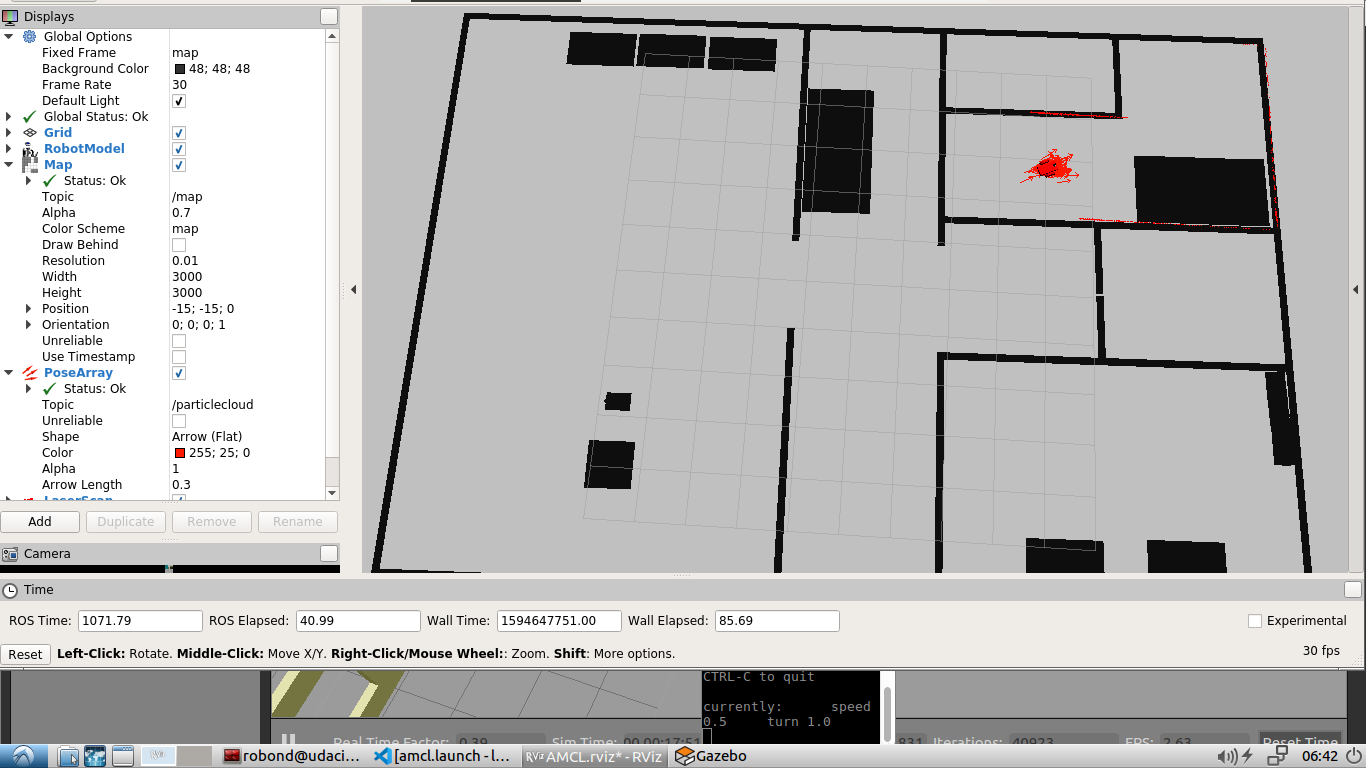 Displays
Global Options
Fixed Frame map
Background Color 48; 48; 48
Frame Rate 30
Default Light
Global Status: Ok
Grid
RobotModel
Map
Status: Ok
Topic /map
Alpha 0.7
Color Scheme map
Draw Behind
Resolution 0.01
Width 3000
Height 3000
Position -15; -15; 0
Orientation 0; 0; 0; 1
Unreliable
Use Timestamp
PoseArray
Status: Ok
Topic /particlecloud
Unreliable
Shape Arrow (Flat)
Color 255; 25; 0
Alpha 1
Arrow Length 0.3
LaserScan
Add Duplicate Remove Rename
Camera
Time
ROS Time: 1071.79 ROS Elapsed: 40.99 Wall Time: 1594647751.00 Wall Elapsed: 85.69 Experimental
Reset Left-Click: Rotate. Middle-Click: Move X/Y. Right-Click/Mouse Wheel:: Zoom. Shift: More options. 30 fps
CTRL-C to quit
currently: speed
0.5 turn 1.0
Real Time Factor: 0.39 Sim Time: 00 00:17:51 831 Iterations: 40923 FPS: 2.63 Reset Time
robond@udaci... [amcl.launch - l... RViz AMCL.rviz* - RViz Gazebo 06:42